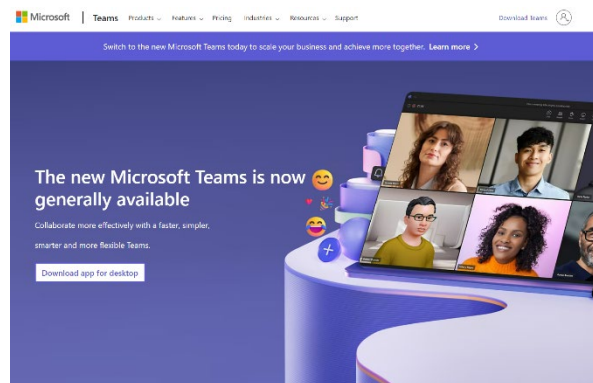 Microsoft
Teams
Products
Features
Pricing
Industries
Resources
Support
Download Teams
Switch to the new Microsoft Teams today to scale your business and achieve more together. Learn more
The new Microsoft Teams is now
generally available
Collaborate more effectively with a faster, simpler,
smarter and more flexible Teams.
Download app for desktop